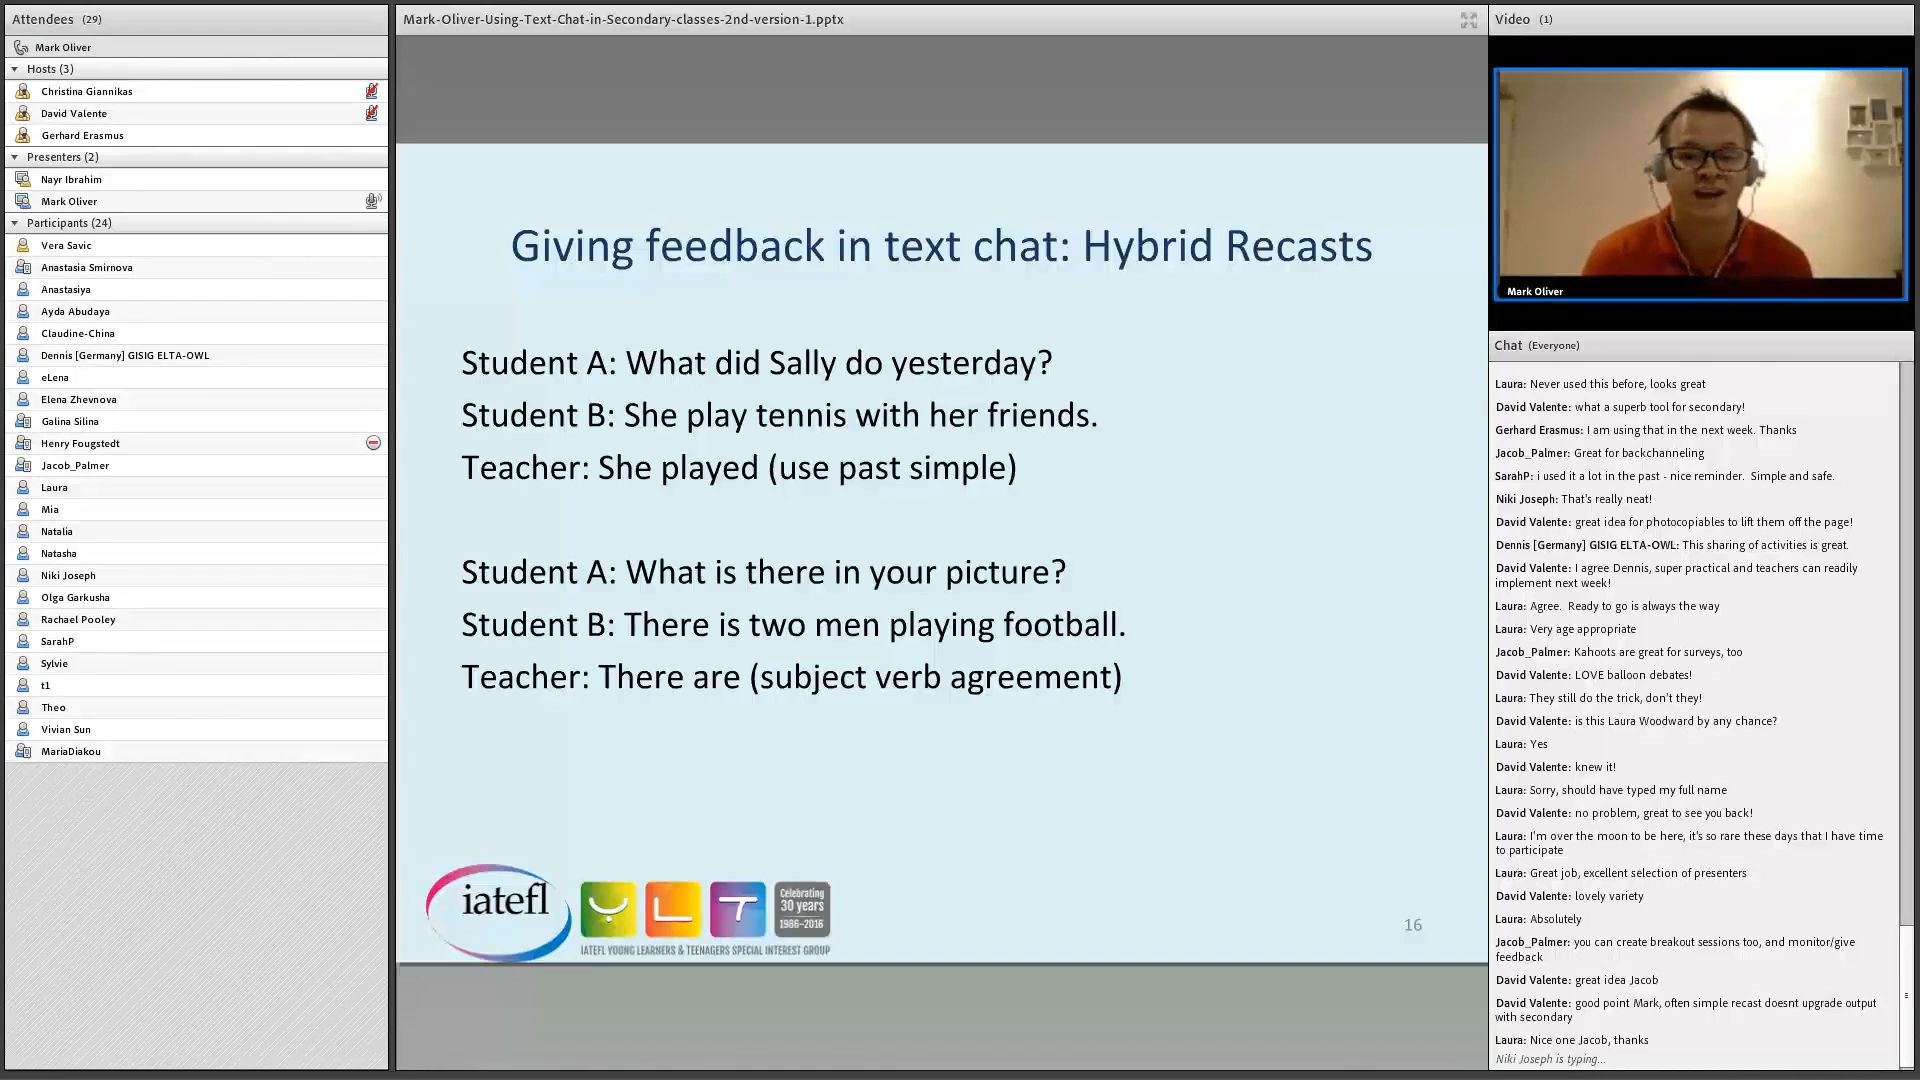 Attendees (29)
Mark Oliver
Hosts (3)
Christina Giannikas
David Valente
Gerhard Erasmus
Presenters (2)
Nayr Ibrahim
Mark Oliver
Participants (24)
Vera Savic
Anastasia Smirnova
Anastasiya
Ayda Abudaya
Claudine-China
Dennis [Germany] GISIG ELTA-OWL
eLena
Elena Zhevnova
Galina Silina
Henry Fougstedt
Jacob_Palmer
Laura
Mia
Natalia
Natasha
Niki Joseph
Olga Garkusha
Rachael Pooley
SarahP
Sylvie
t1
Theo
Vivian Sun
MariaDiakou
Mark-Oliver-Using-Text-Chat-in-Secondary-classes-2nd-version-1.pptx
Giving feedback in text chat: Hybrid Recasts
Student A: What did Sally do yesterday?
Student B: She play tennis with her friends.
Teacher: She played (use past simple)
Student A: What is there in your picture?
Student B: There is two men playing football.
Teacher: There are (subject verb agreement)
iatefl
Y L T
Celebrating
30 years
1986-2016
IATEFL YOUNG LEARNERS & TEENAGERS SPECIAL INTEREST GROUP
16
Video (1)
Mark Oliver
Chat (Everyone)
Laura: Never used this before, looks great
David Valente: what a superb tool for secondary!
Gerhard Erasmus: I am using that in the next week. Thanks
Jacob_Palmer: Great for backchanneling
SarahP: i used it a lot in the past - nice reminder. Simple and safe.
Niki Joseph: That's really neat!
David Valente: great idea for photocopiables to lift them off the page!
Dennis [Germany] GISIG ELTA-OWL: This sharing of activities is great.
David Valente: I agree Dennis, super practical and teachers can readily
implement next week!
Laura: Agree. Ready to go is always the way
Laura: Very age appropriate
Jacob_Palmer: Kahoots are great for surveys, too
David Valente: LOVE balloon debates!
Laura: They still do the trick, don't they!
David Valente: is this Laura Woodward by any chance?
Laura: Yes
David Valente: knew it!
Laura: Sorry, should have typed my full name
David Valente: no problem, great to see you back!
Laura: I'm over the moon to be here, it's so rare these days that I have time
to participate
Laura: Great job, excellent selection of presenters
David Valente: lovely variety
Laura: Absolutely
Jacob_Palmer: you can create breakout sessions too, and monitor/give
feedback
David Valente: great idea Jacob
David Valente: good point Mark, often simple recast doesnt upgrade output
with secondary
Laura: Nice one Jacob, thanks
Niki Joseph is typing...